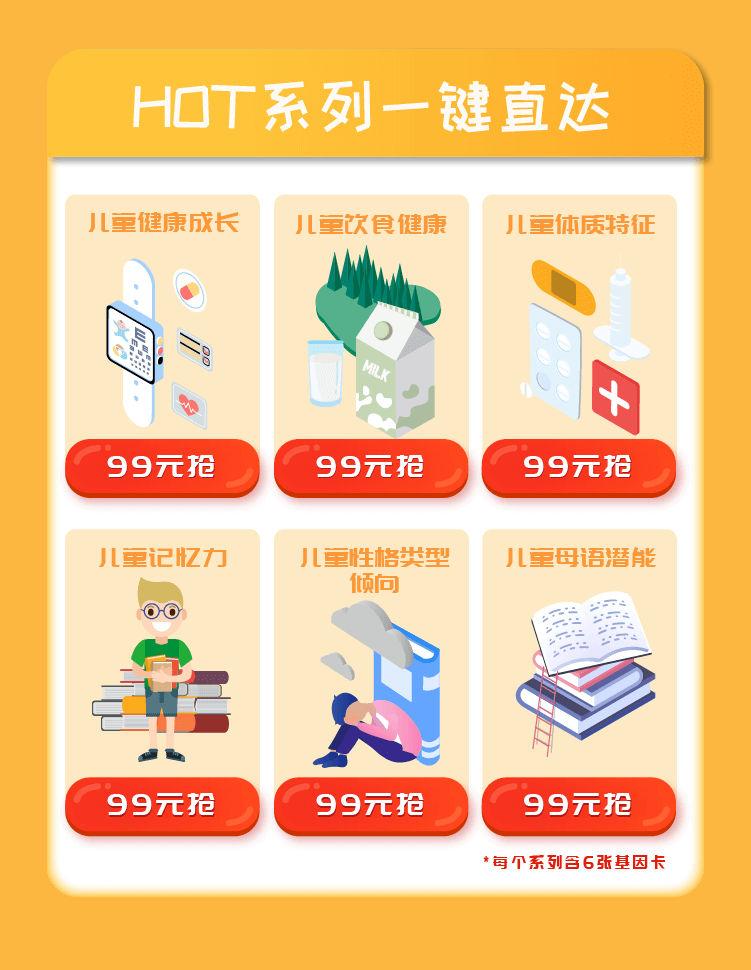 HOT系列一键直达
儿童健康成长
儿童饮食健康
儿童体质特征
MILK
99元抢
99元抢
99元抢
儿童记忆力
儿童性格类型
倾向
儿童母语潜能
99元抢
99元抢
99元抢
*每个系列含6张基因卡